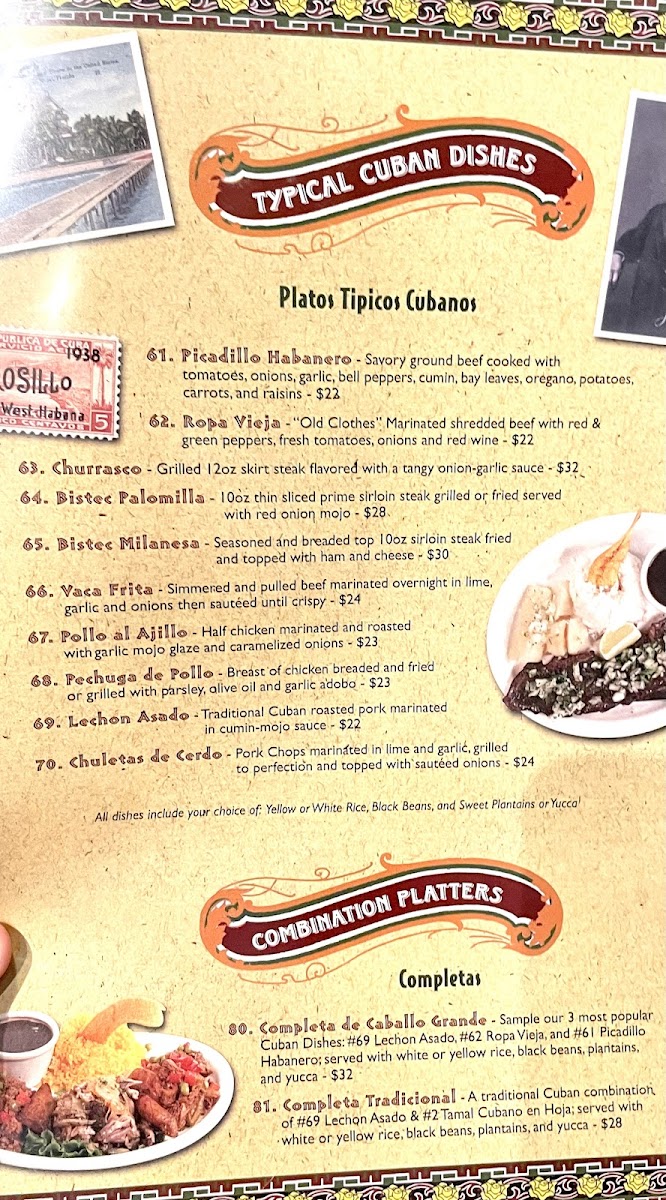 TYPICAL CUBAN DISHES
Platos Tipicos Cubanos
1938
OSILLO
West-Habana
5
CENTAVOS
61. Picadillo Habanero - Savory ground beef cooked with
tomatoes, onions, garlic, bell peppers, cumin, bay leaves, oregano, potatoes,
carrots, and raisins - $22
62. Ropa Vieja - "Old Clothes" Marinated shredded beef with red &
green peppers, fresh tomatoes, onions and red wine - $22
63. Churrasco - Grilled 12oz skirt steak flavored with a tangy onion-garlic sauce - $32
64. Bistec Palomilla - 10oz thin sliced prime sirloin steak grilled or fried served
with red onion mojo - $28
65. Bistec Milanesa - Seasoned and breaded top 10oz sirloin steak fried
and topped with ham and cheese - $30
66. Vaca Frita - Simmered and pulled beef marinated overnight in lime,
garlic and onions then sautéed until crispy - $24
67. Pollo al Ajillo - Half chicken marinated and roasted
with garlic mojo glaze and caramelized onions - $23
68. Pechuga de Pollo - Breast of chicken breaded and fried
or grilled with parsley, olive oil and garlic adobo - $23
69. Lechon Asado - Traditional Cuban roasted pork marinated
in cumin-mojo sauce - $22
70. Chuletas de Cerdo - Pork Chops marinated in lime and garlic, grilled
to perfection and topped with sautéed onions - $24
All dishes include your choice of: Yellow or White Rice, Black Beans, and Sweet Plantains or Yucca
COMBINATION PLATTERS
Completas
80. Completa de Caballo Grande - Sample our 3 most popular
Cuban Dishes: #69 Lechon Asado, #62 Ropa Vieja, and #61 Picadillo
Habanero; served with white or yellow rice, black beans, plantains,
and yucca - $32
81. Completa Tradicional - A traditional Cuban combination
of #69 Lechon Asado & #2 Tamal Cubano en Hoja; served with
white or yellow rice, black beans, plantains, and yucca - $28